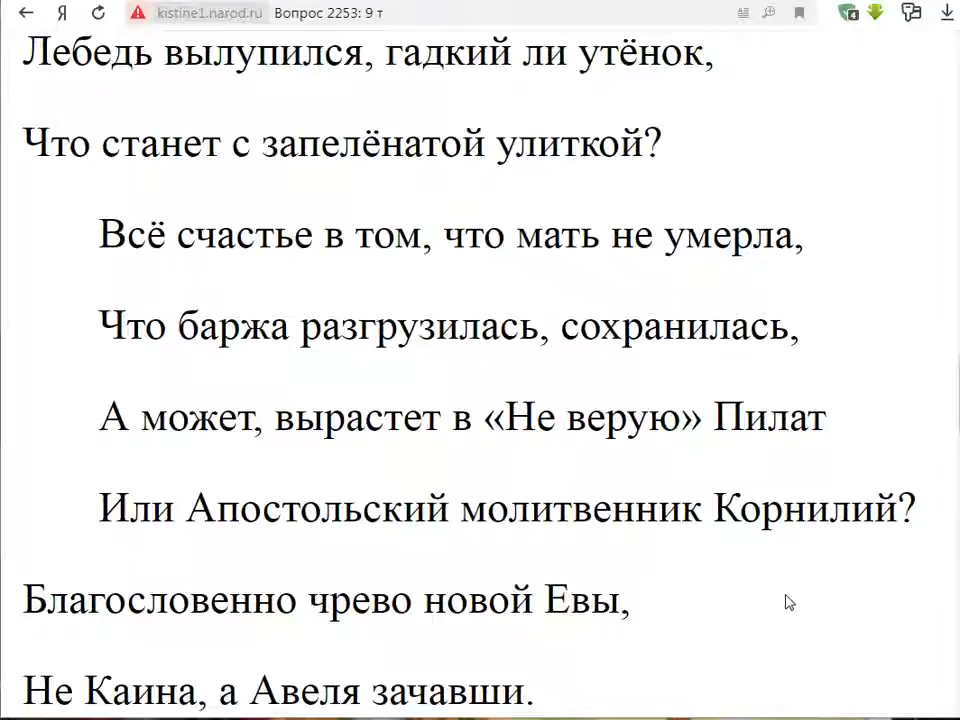 kistine1.narod.ru Вопрос 2253: 9 т
Лебедь вылупился, гадкий ли утёнок,
Что станет с запелёнатой улиткой?
Всё счастье в том, что мать не умерла,
Что баржа разгрузилась, сохранилась,
А может, вырастет в «Не верую» Пилат
Или Апостольский молитвенник Корнилий?
Благословенно чрево новой Евы,
Не Каина, а Авеля зачавши.